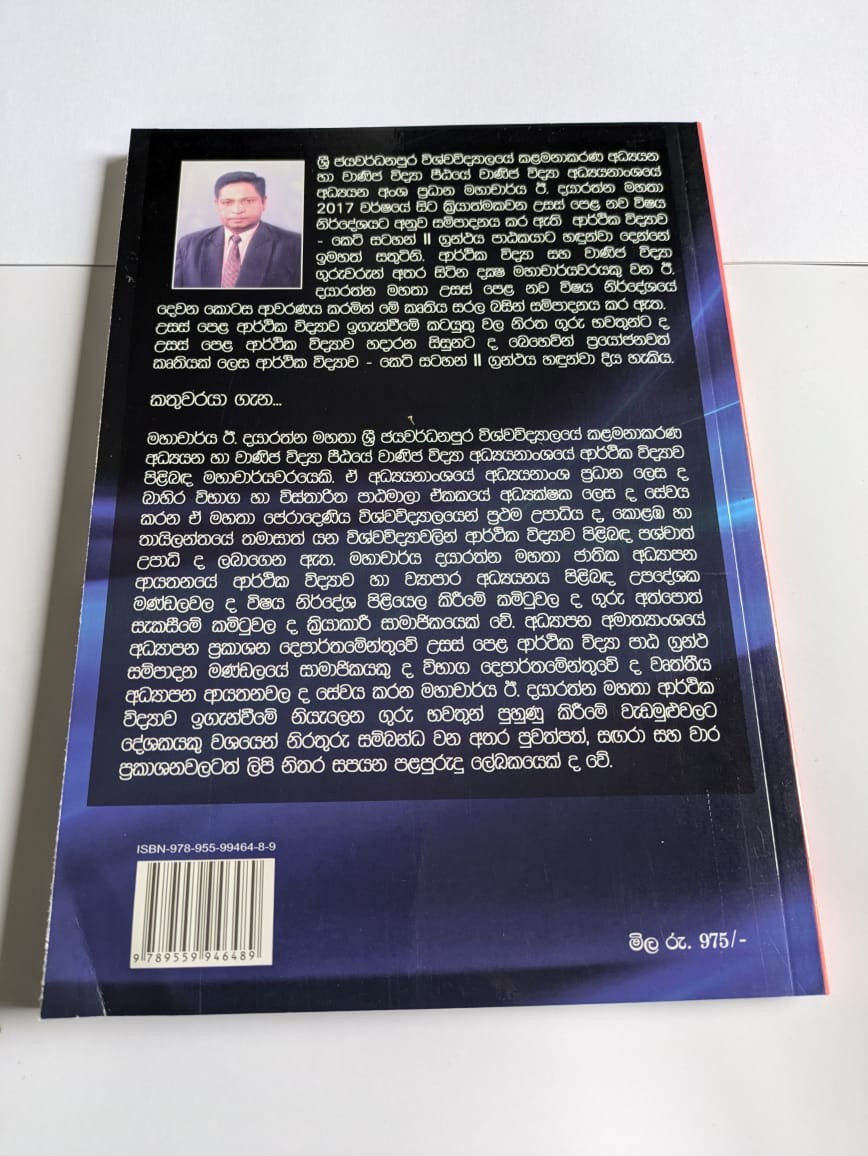 ශ්‍රී ජයවර්ධනපුර විශ්වවිද්‍යාලයේ කළමනාකරණ අධ්‍යයන
හා වාණිජ විද්‍යා පීඨයේ වාණිජ විද්‍යා අධ්‍යයනාංශයේ
අධ්‍යයන අංශ ප්‍රධාන මහාචාර්ය ඊ. දයාරත්න මහතා
2017 වර්ෂයේ සිට ක්‍රියාත්මකවන උසස් පෙළ නව විෂය
නිර්දේශයට අනුව සම්පාදනය කර ඇති ආර්ථික විද්‍යාව
- කෙටි සටහන් II ග්‍රන්ථය පාඨකයාට හඳුන්වා දෙන්නේ
ඉමහත් සතුටිනි. ආර්ථික විද්‍යා සහ වාණිජ විද්‍යා
ගුරුවරුන් අතර සිටින දක්‍ෂ මහාචාර්යවරයකු වන ඊ.
දයාරත්න මහතා උසස් පෙළ නව විෂය නිර්දේශයේ
දෙවන කොටස ආවරණය කරමින් මේ කෘතිය සරල බසින් සම්පාදනය කර ඇත.
උසස් පෙළ ආර්ථික විද්‍යාව ඉගැන්වීමේ කටයුතු වල නිරත ගුරු භවතුන්ට ද,
උසස් පෙළ ආර්ථික විද්‍යාව හදාරන සිසුනට ද බෙහෙවින් ප්‍රයෝජනවත්
කෘතියක් ලෙස ආර්ථික විද්‍යාව - කෙටි සටහන් II ග්‍රන්ථය හඳුන්වා දිය හැකිය.
කතුවරයා ගැන...
මහාචාර්ය ඊ. දයාරත්න මහතා ශ්‍රී ජයවර්ධනපුර විශ්වවිද්‍යාලයේ කළමනාකරණ
අධ්‍යයන හා වාණිජ විද්‍යා පීඨයේ වාණිජ විද්‍යා අධ්‍යයනාංශයේ ආර්ථික විද්‍යාව
පිළිබඳ මහාචාර්යවරයෙකි. ඒ අධ්‍යයනාංශයේ අධ්‍යයනාංශ ප්‍රධාන ලෙස ද
බාහිර විභාග හා විස්තාරිත පාඨමාලා ඒකකයේ අධ්‍යක්ෂක ලෙස ද සේවය
කරන ඒ මහතා පේරාදෙණිය විශ්වවිද්‍යාලයෙන් ප්‍රථම උපාධිය ද, කොළඹ හා
තායිලන්තයේ තමාසාත් යන විශ්වවිද්‍යාවලින් ආර්ථික විද්‍යාව පිළිබඳ පශ්චාත්
උපාධි ද ලබාගෙන ඇත. මහාචාර්ය දයාරත්න මහතා ජාතික අධ්‍යාපන
ආයතනයේ ආර්ථික විද්‍යාව හා ව්‍යාපාර අධ්‍යයනය පිළිබඳ උපදේශක
මණ්ඩලවල ද විෂය නිර්දේශ පිළියෙල කිරීමේ කමිටුවල ද ගුරු අත්පොත්
සැකසීමේ කමිටුවල ද ක්‍රියාකාරී සාමාජිකයෙක් වේ. අධ්‍යාපන අමාත්‍යාංශයේ
අධ්‍යාපන ප්‍රකාශන දෙපාර්තමේන්තුවේ උසස් පෙළ ආර්ථික විද්‍යා පාඨ ග්‍රන්ථ
සම්පාදන මණ්ඩලයේ සාමාජිකයකු ද විභාග දෙපාර්තමේන්තුවේ ද වෘත්තීය
අධ්‍යාපන ආයතනවල ද සේවය කරන මහාචාර්ය ඊ. දයාරත්න මහතා ආර්ථික
විද්‍යාව ඉගැන්වීමේ නියැලෙන ගුරු භවතුන් පුහුණු කිරීමේ වැඩමුළුවලට
දේශකයකු වශයෙන් නිරතුරු සම්බන්ධ වන අතර පුවත්පත්, සඟරා සහ වාර
ප්‍රකාශනවලටත් ලිපි නිතර සපයන පළපුරුදු ලේඛකයෙක් ද වේ.
ISBN-978-955-99464-8-9
9 789559 946489
මිල රු. 975/-